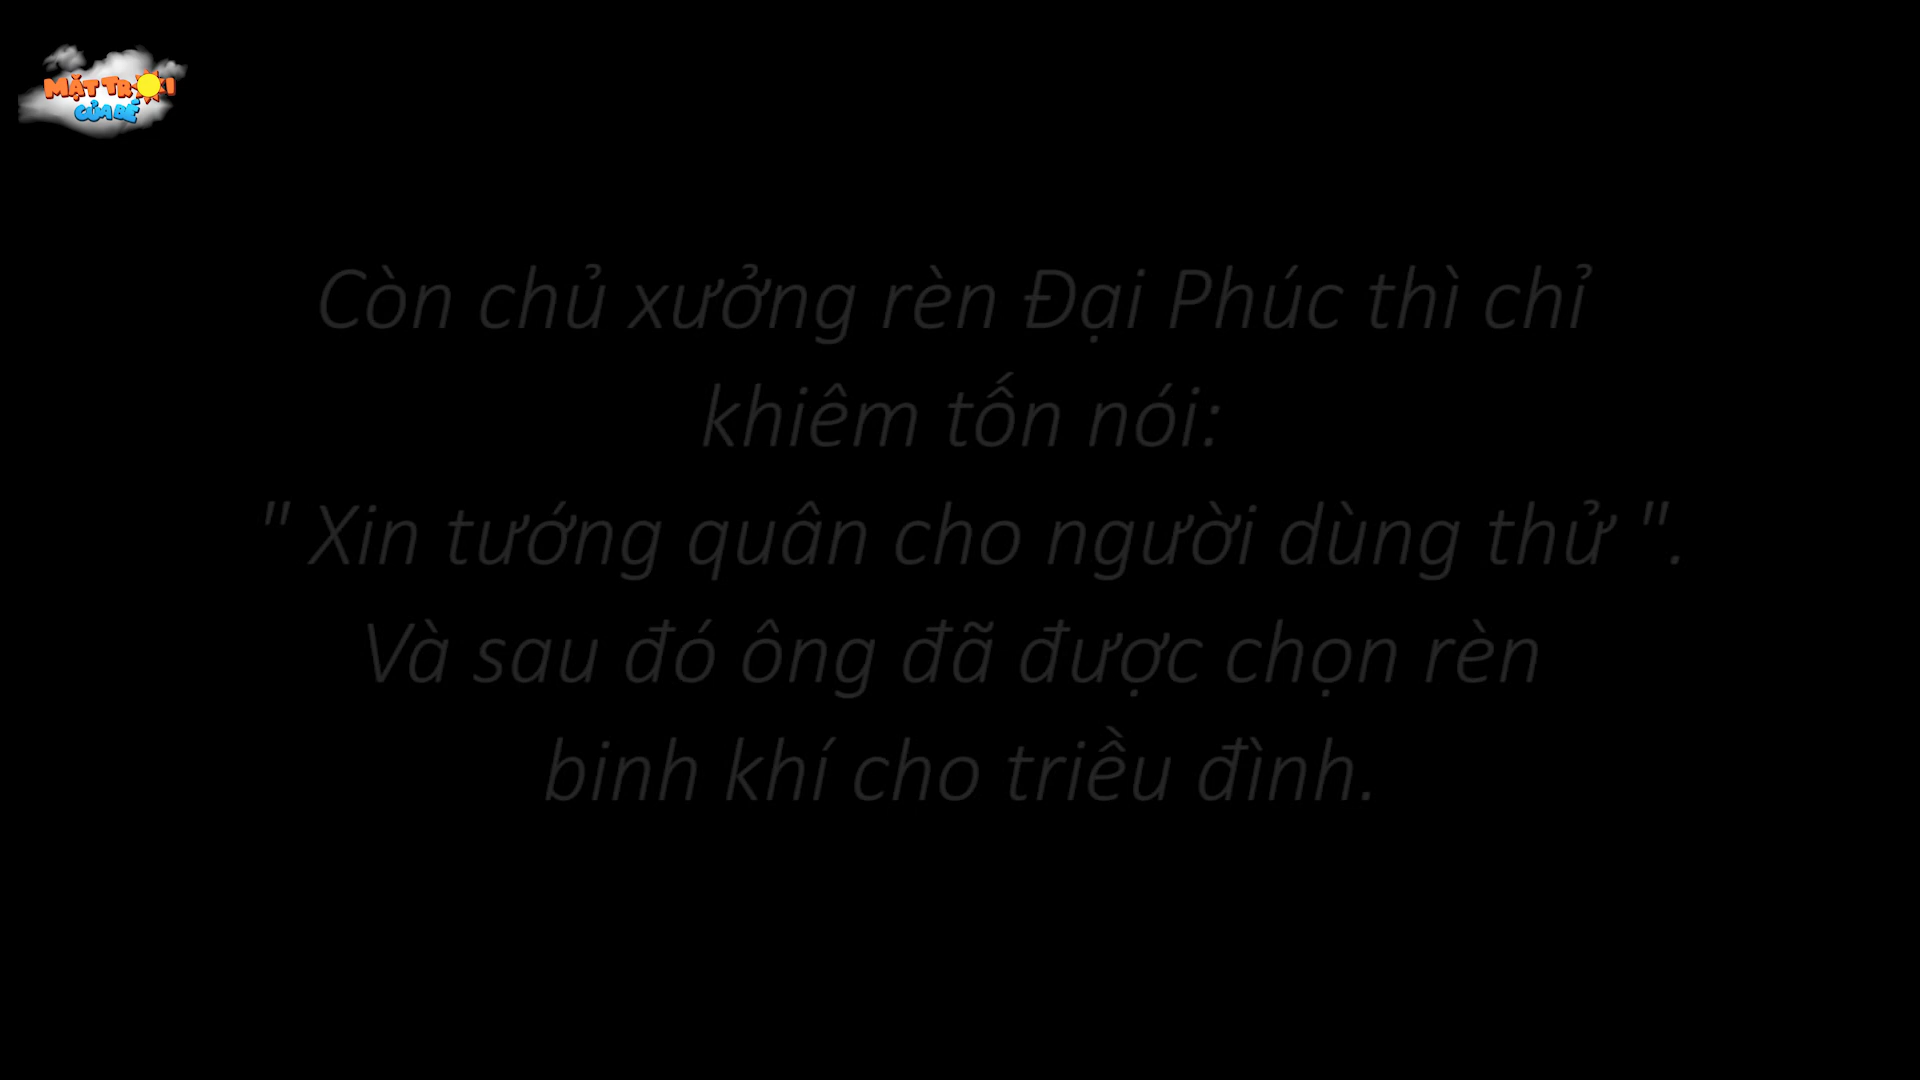 MẶT TRỜI
CỦA BÉ
Còn chủ xưởng rèn Đại Phúc thì chỉ
khiêm tốn nói:
" Xin tướng quân cho người dùng thử ".
Và sau đó ông đã được chọn rèn
binh khí cho triều đình.